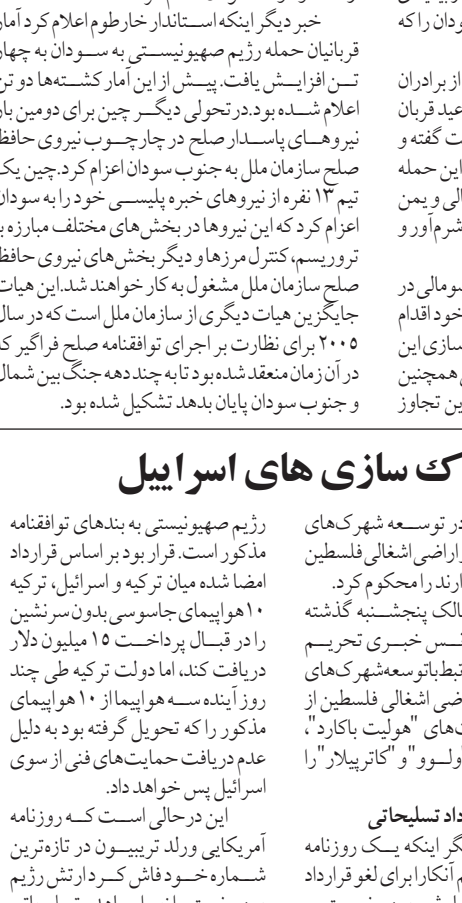 ودان را که
از برادران
عید قربان
ت گفته و
این حمله
الی و یمن
شرم‌آور و
سومالی در
خود اقدام
سازی این
همچنین
ین تجاوز
خبر دیگر اینکه استاندار خارطوم اعلام کرد آمار
قربانیان حمله رژیم صهیونیستی به سودان به چهار
تن افزایش یافت. پیش از این آمار کشته‌ها دو تن
اعلام شده بود.در تحولی دیگر چین برای دومین بار
نیروهای پاسدار صلح در چارچوب نیروی حافظ
صلح سازمان ملل به جنوب سودان اعزام کرد.چین یک
تیم ۱۳ نفره از نیروهای خبره پلیسی خود را به سودان
اعزام کرد که این نیروها در بخش‌های مختلف مبارزه با
تروریسم، کنترل مرزها و دیگر بخش‌های نیروی حافظ
صلح سازمان ملل مشغول به کار خواهند شد.این هیات
جایگزین هیات دیگری از سازمان ملل است که در سال
۲۰۰۵ برای نظارت بر اجرای توافقنامه صلح فراگیر که
در آن زمان منعقد شده بود تا به چند دهه جنگ بین شمال
و جنوب سودان پایان بدهد تشکیل شده بود.
ک سازی های اسراییل
در توسعه شهرک‌های
اراضی اشغالی فلسطین
ارند را محکوم کرد.
الک پنجشنبه گذشته
نس خبری تحریم
تبط با توسعه شهرک‌های
ضی اشغالی فلسطین از
ت‌های "هولیت باکارد"،
ولوو" و "کاترپیلار" را
داد تسلیحاتی
گر اینکه یک روزنامه
م آنکارا برای لغو قرارداد
رژیم صهیونیستی به بندهای توافقنامه
مذکور است. قرار بود بر اساس قرارداد
امضا شده میان ترکیه و اسرائیل، ترکیه
۱۰ هواپیمای جاسوسی بدون سرنشین
را در قبال پرداخت ۱۵ میلیون دلار
دریافت کند، اما دولت ترکیه طی چند
روز آینده سه هواپیما از ۱۰ هواپیمای
مذکور را که تحویل گرفته بود به دلیل
عدم دریافت حمایت‌های فنی از سوی
اسرائیل پس خواهد داد.
این در حالی است که روزنامه
آمریکایی ورلد تریبیون در تازه‌ترین
شماره خود فاش کرد ارتش رژیم